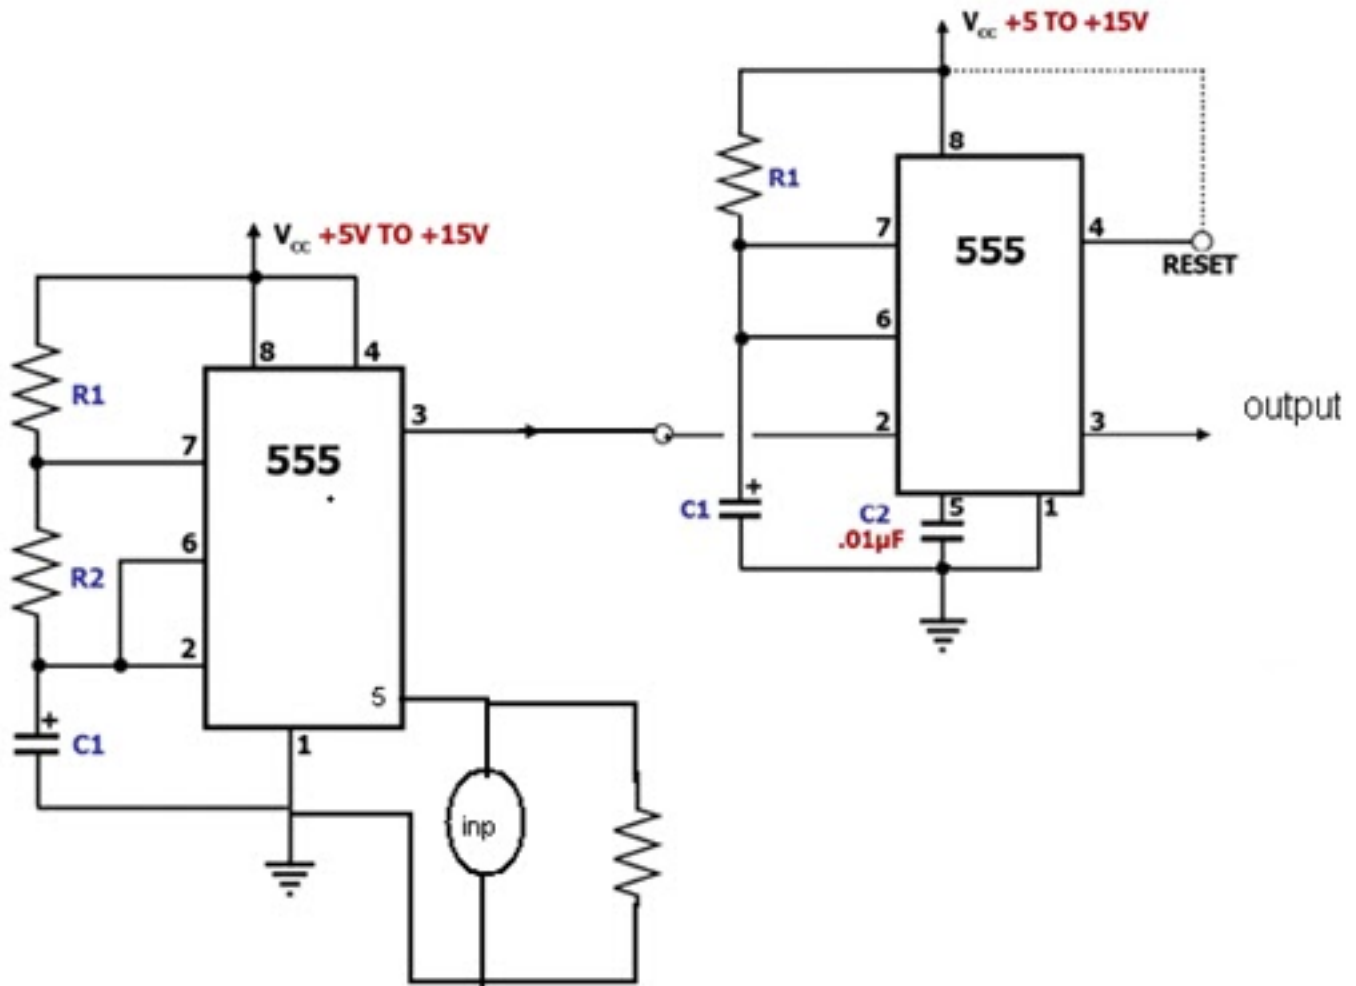 Vcc +5 TO +15V
8
R1
7
555
4
RESET
6
2
3
output
C1 +
C2
.01µF
5
1
Vcc +5V TO +15V
8
4
R1
3
7
555
6
R2
2
5
+
C1
1
inp